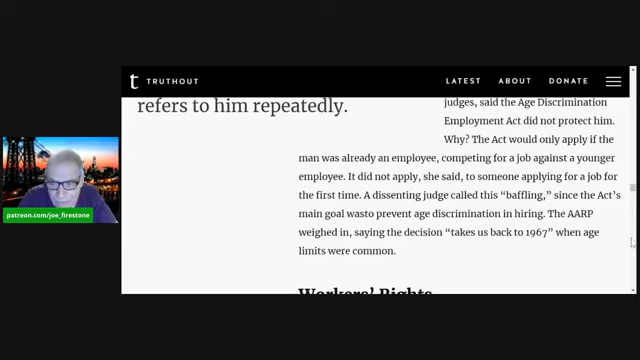 t TRUTHOUT
LATEST ABOUT DONATE
refers to him repeatedly.
judges, said the Age Discrimination
Employment Act did not protect him.
Why? The Act would only apply if the
man was already an employee, competing for a job against a younger
employee. It did not apply, she said, to someone applying for a job for
the first time. A dissenting judge called this “baffling,” since the Act’s
main goal wasto prevent age discrimination in hiring. The AARP
weighed in, saying the decision “takes us back to 1967” when age
limits were common.
Workers’ Rights
patreon.com/joe_firestone